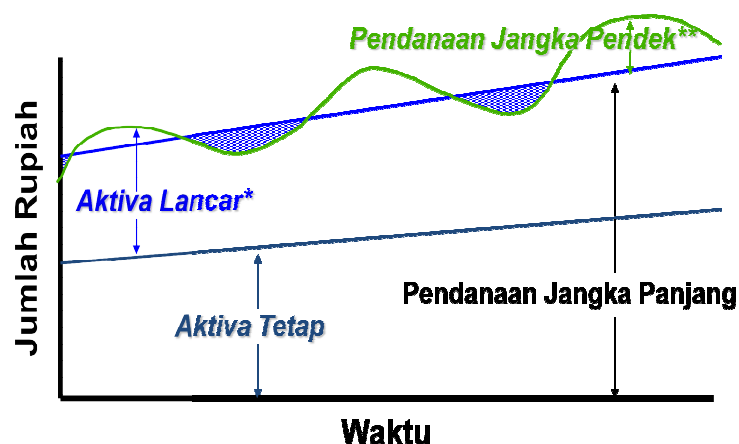 Pendanaan Jangka Pendek**
Jumlah Rupiah
Aktiva Lancar*
Pendanaan Jangka Panjang
Aktiva Tetap
Waktu